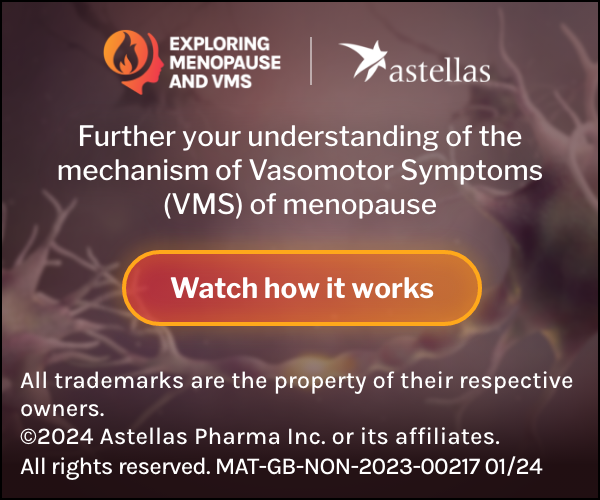 EXPLORING
MENOPAUSE
AND VMS
astellas
Further your understanding of the
mechanism of Vasomotor Symptoms
(VMS) of menopause
Watch how it works
All trademarks are the property of their respective
owners.
©2024 Astellas Pharma Inc. or its affiliates.
All rights reserved. MAT-GB-NON-2023-00217 01/24